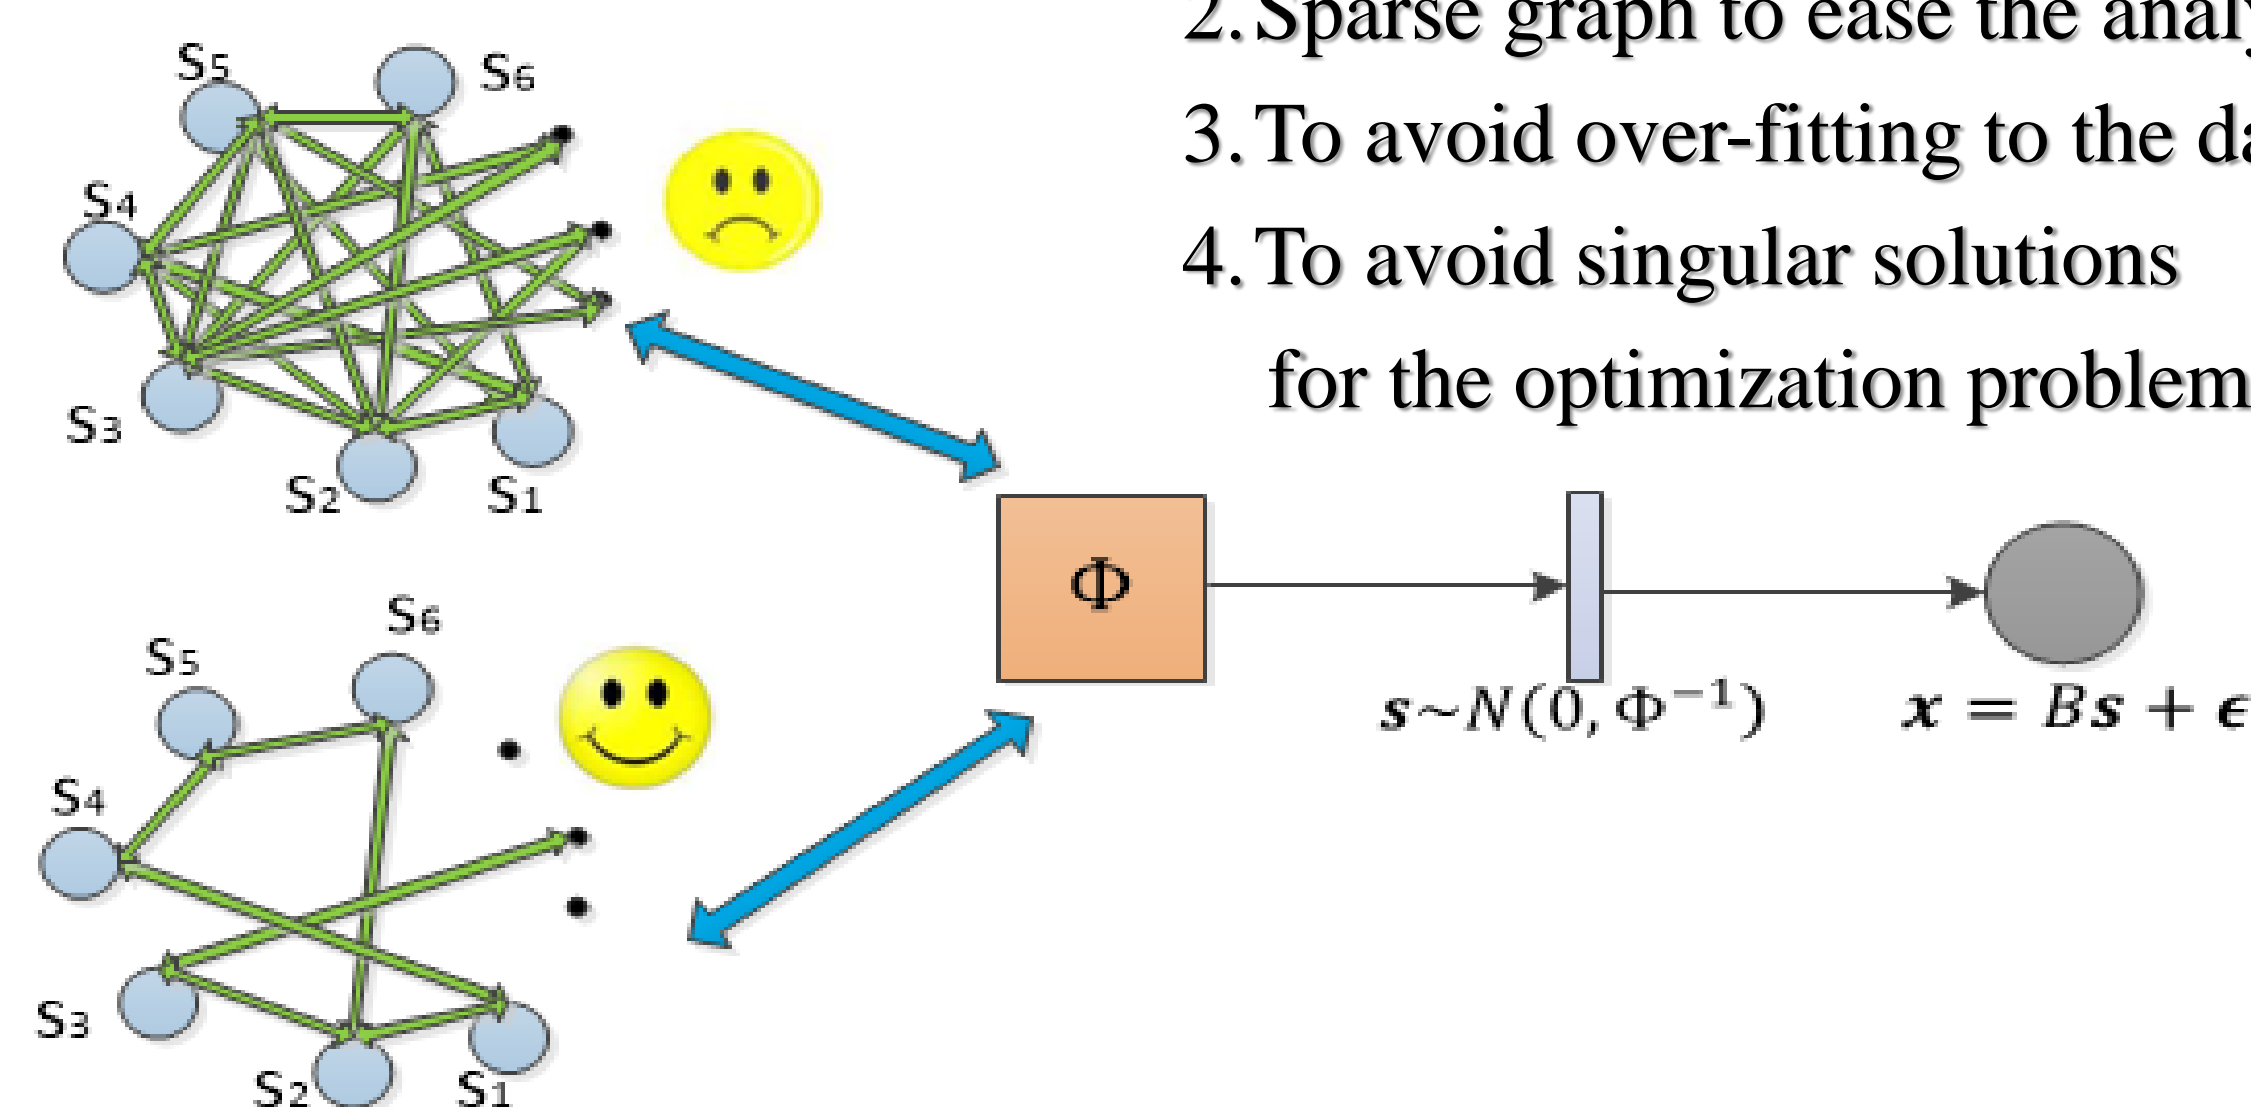 2. Sparse graph to ease the
3. To avoid over-fitting to the
4. To avoid singular solutions
for the optimization problem
S5
S6
S4
S3
S2
S1
Φ
s~N(0, Φ⁻¹)
x = Bs + ϵ
S6
S5
S4
S3
S2
S1